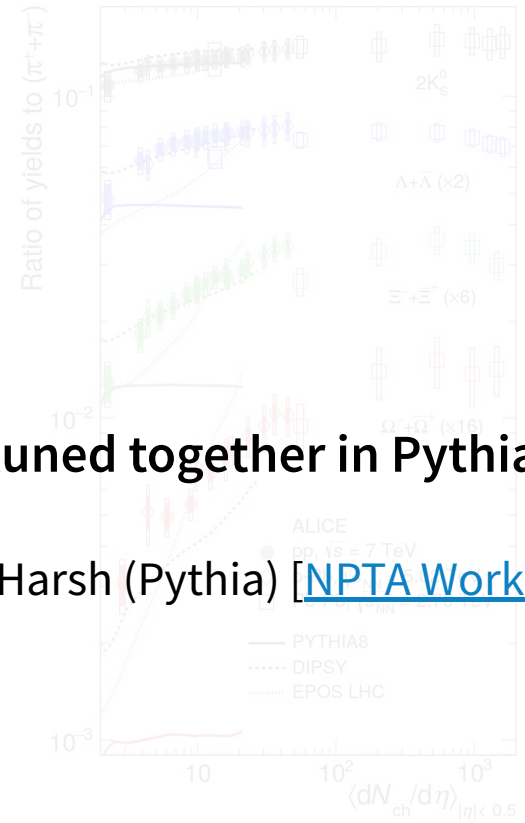 Ratio of yields to (π⁺+π⁻)
10⁻¹
2K⁰S
Λ+Λ̅ (×2)
Ξ⁻+Ξ̅⁺ (×6)
10⁻²
Ω⁻+Ω̅⁺ (×16)
uned together in Pythia
ALICE
pp, √s = 7 TeV
Harsh (Pythia) [NPTA Work
PYTHIA8
DIPSY
EPOS LHC
10⁻³
10 10² 10³
⟨dNch/dη⟩|η|< 0.5